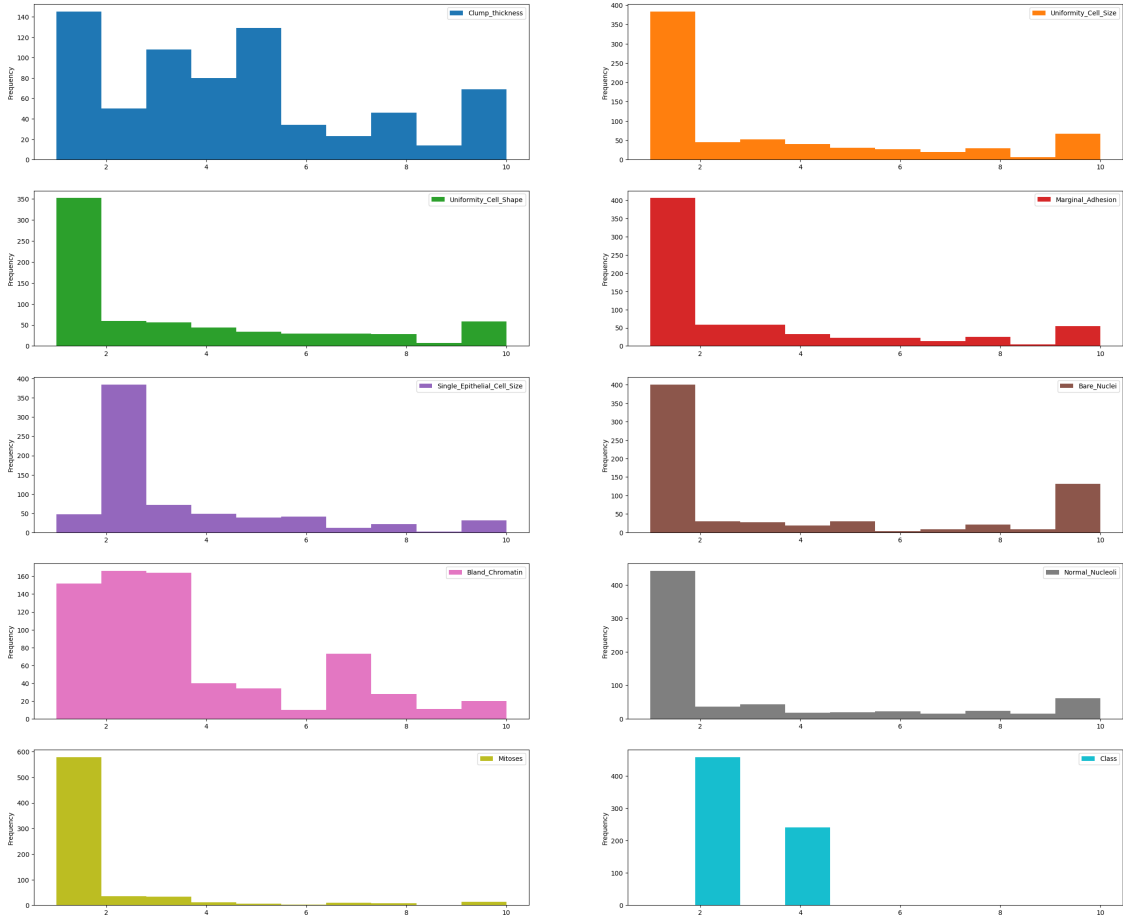 Clump_thickness
Frequency
140
120
100
80
60
40
20
0
2 4 6 8 10
Uniformity_Cell_Size
Frequency
400
350
300
250
200
150
100
50
0
2 4 6 8 10
Uniformity_Cell_Shape
Frequency
350
300
250
200
150
100
50
0
2 4 6 8 10
Marginal_Adhesion
Frequency
400
350
300
250
200
150
100
50
0
2 4 6 8 10
Single_Epithelial_Cell_Size
Frequency
400
350
300
250
200
150
100
50
0
2 4 6 8 10
Bare_Nuclei
Frequency
400
350
300
250
200
150
100
50
0
2 4 6 8 10
Bland_Chromatin
Frequency
160
140
120
100
80
60
40
20
0
2 4 6 8 10
Normal_Nucleoli
Frequency
400
300
200
100
0
2 4 6 8 10
Mitoses
Frequency
600
500
400
300
200
100
0
2 4 6 8 10
Class
Frequency
400
300
200
100
0
2 4 6 8 10